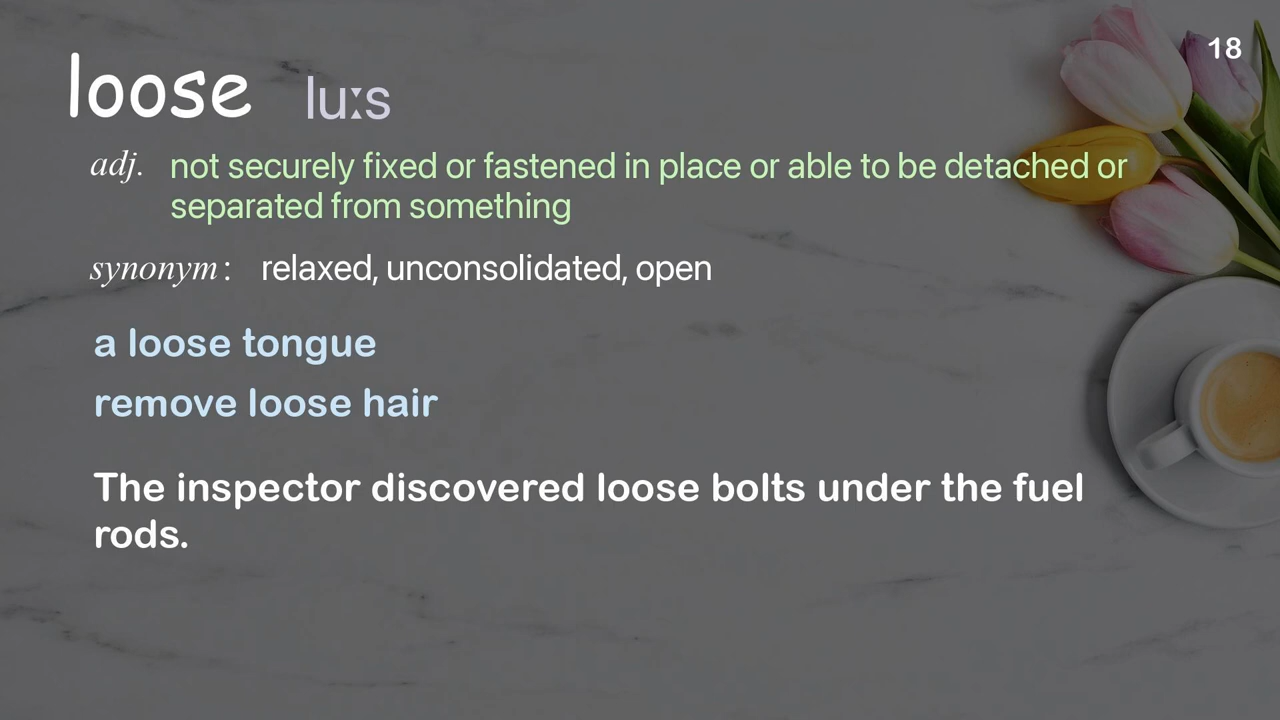 18
loose luːs
adj. not securely fixed or fastened in place or able to be detached or
separated from something
synonym: relaxed, unconsolidated, open
a loose tongue
remove loose hair
The inspector discovered loose bolts under the fuel
rods.